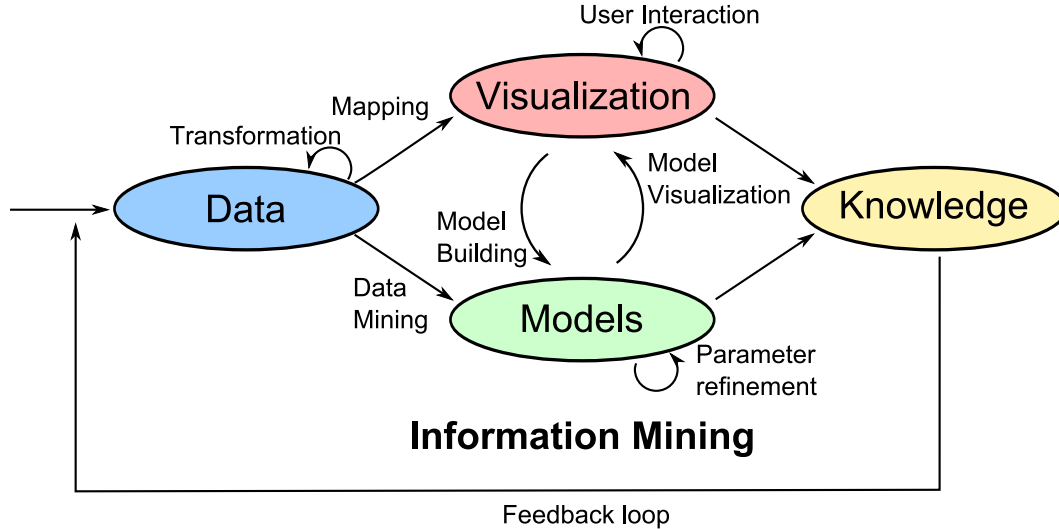 User Interaction
Visualization
Mapping
Transformation
Model
Visualization
Data
Knowledge
Model
Building
Data
Mining
Models
Parameter
refinement
Information Mining
Feedback loop